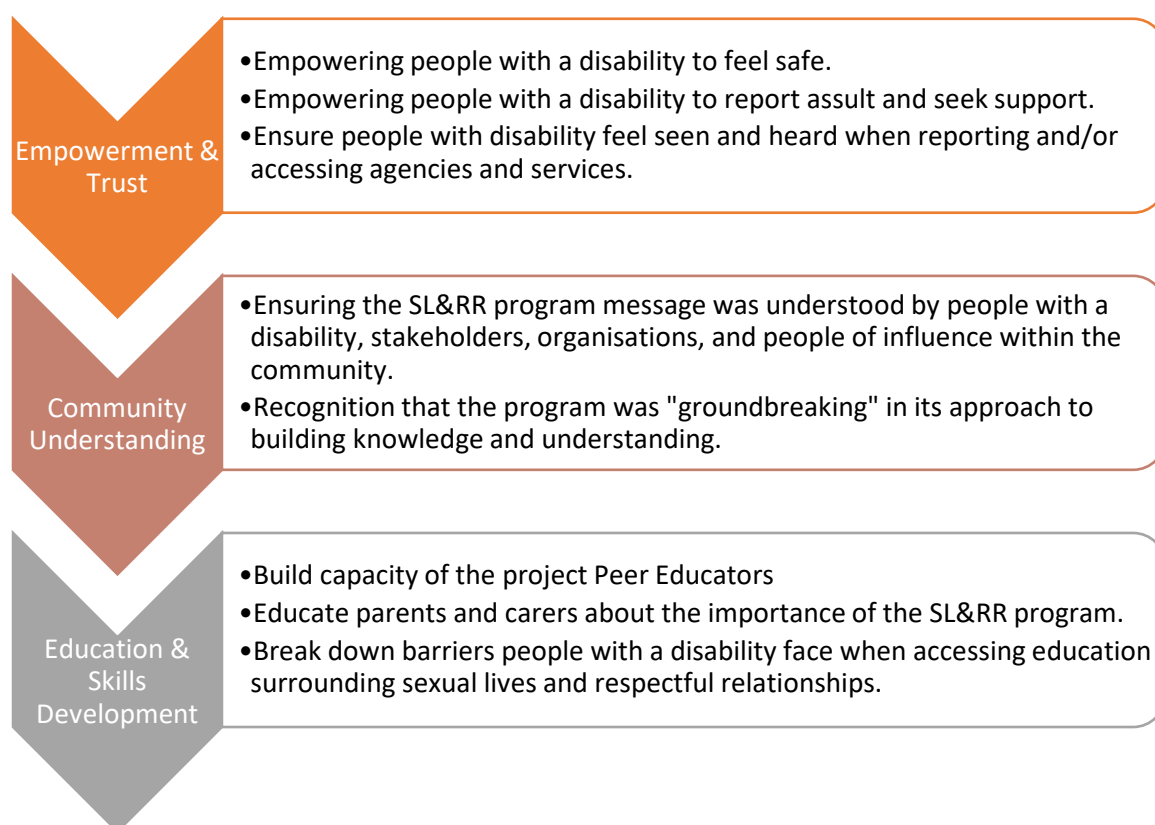 Empowerment &
Trust
•Empowering people with a disability to feel safe.
•Empowering people with a disability to report assult and seek support.
•Ensure people with disability feel seen and heard when reporting and/or
accessing agencies and services.
Community
Understanding
•Ensuring the SL&RR program message was understood by people with a
disability, stakeholders, organisations, and people of influence within the
community.
•Recognition that the program was "groundbreaking" in its approach to
building knowledge and understanding.
Education &
Skills
Development
•Build capacity of the project Peer Educators
•Educate parents and carers about the importance of the SL&RR program.
•Break down barriers people with a disability face when accessing education
surrounding sexual lives and respectful relationships.